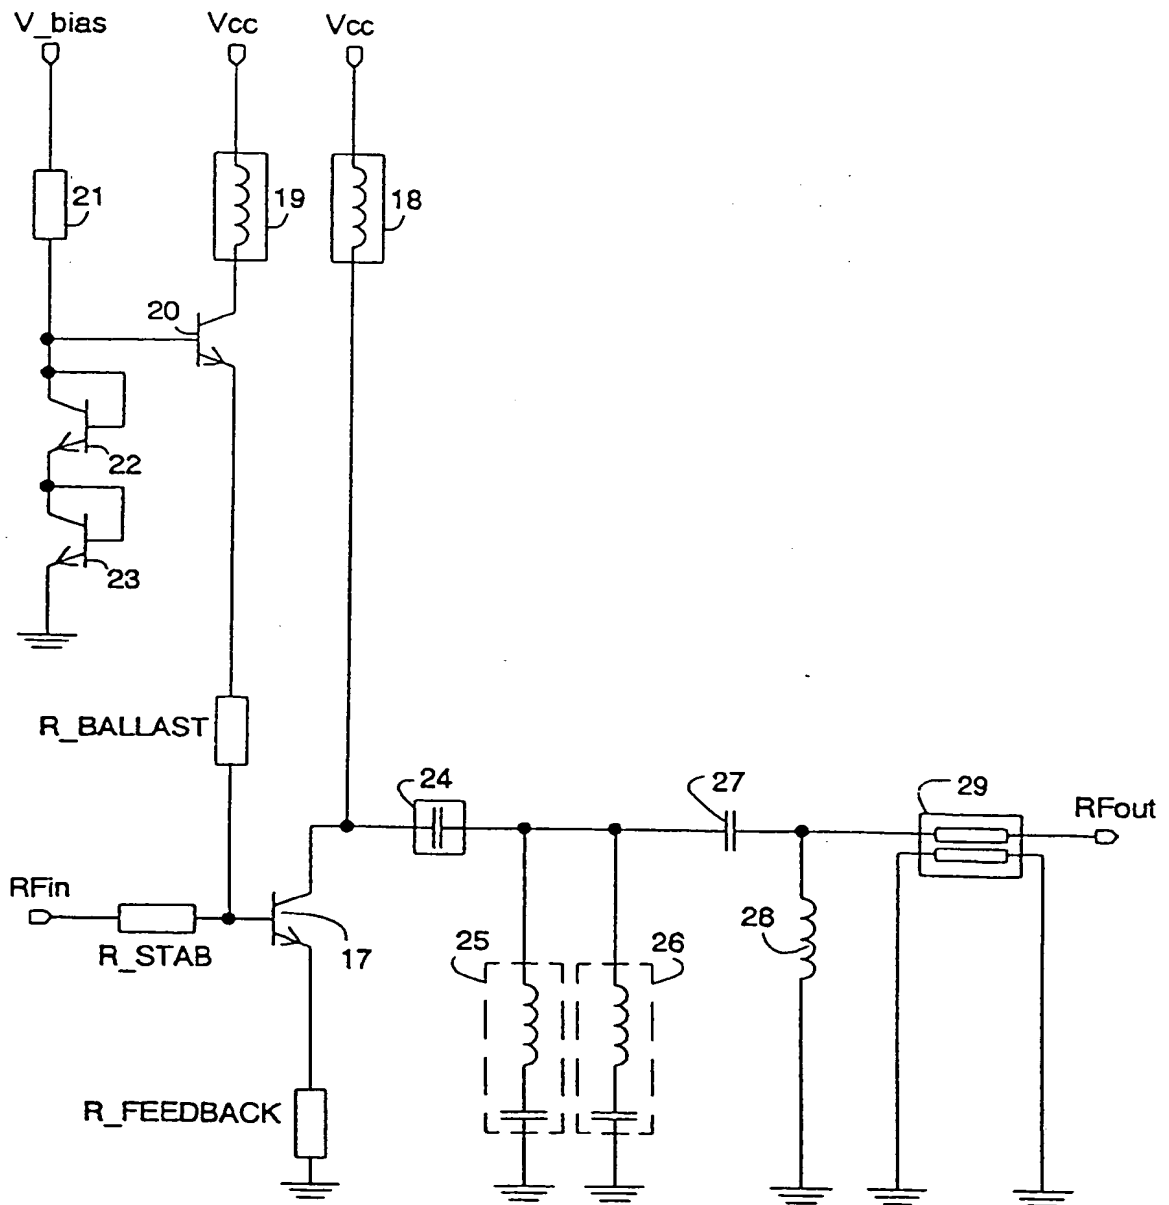 V_bias Vcc Vcc
21
19
18
20
22
23
R_BALLAST
24
27
29
RFout
RFin
R_STAB
17
25
26
28
R_FEEDBACK